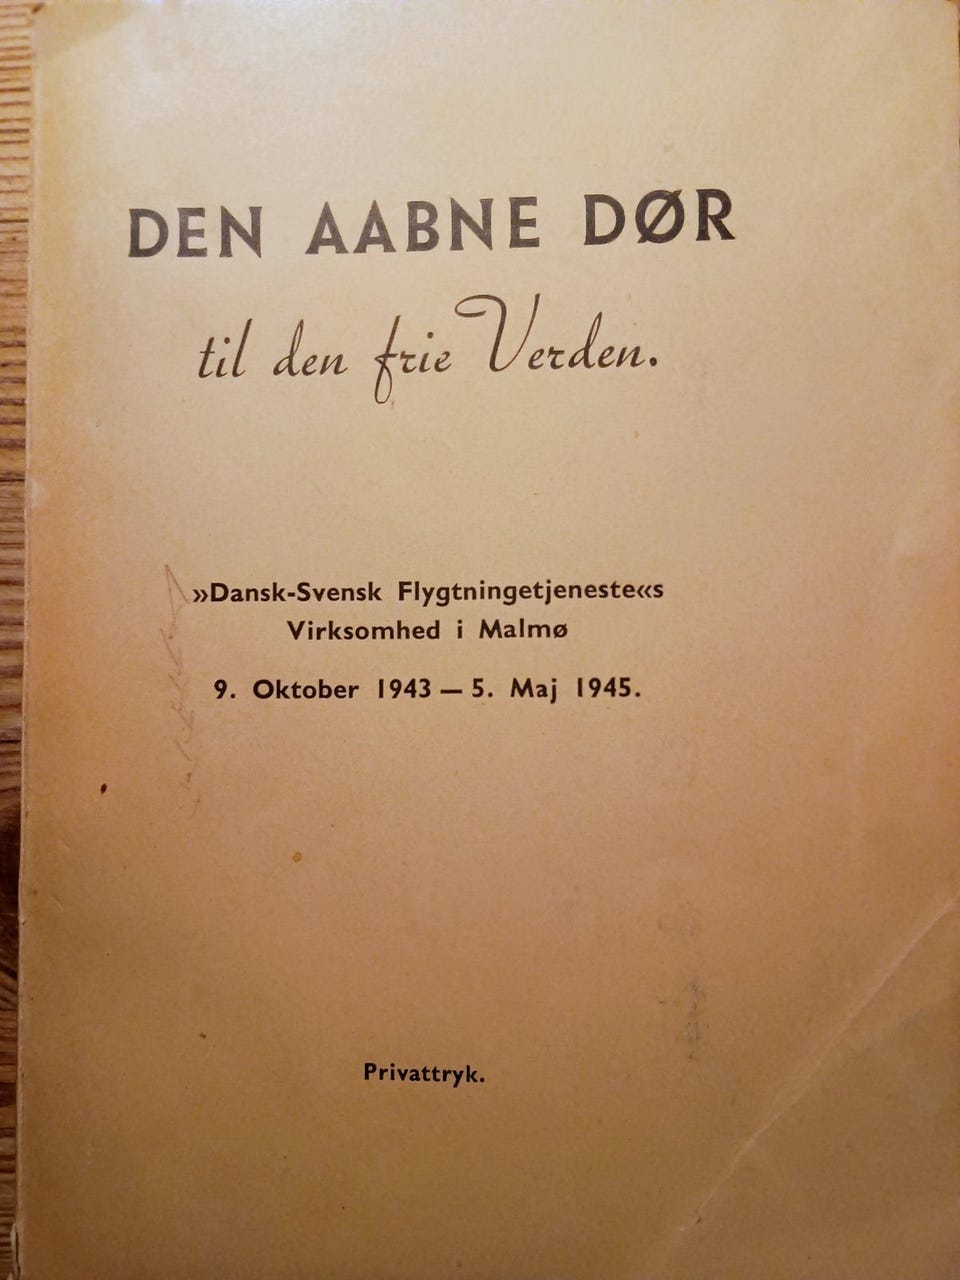 DEN AABNE DØR
til den frie Verden.
»Dansk-Svensk Flygtningetjeneste«s
Virksomhed i Malmø
9. Oktober 1943 — 5. Maj 1945.
Privattryk.